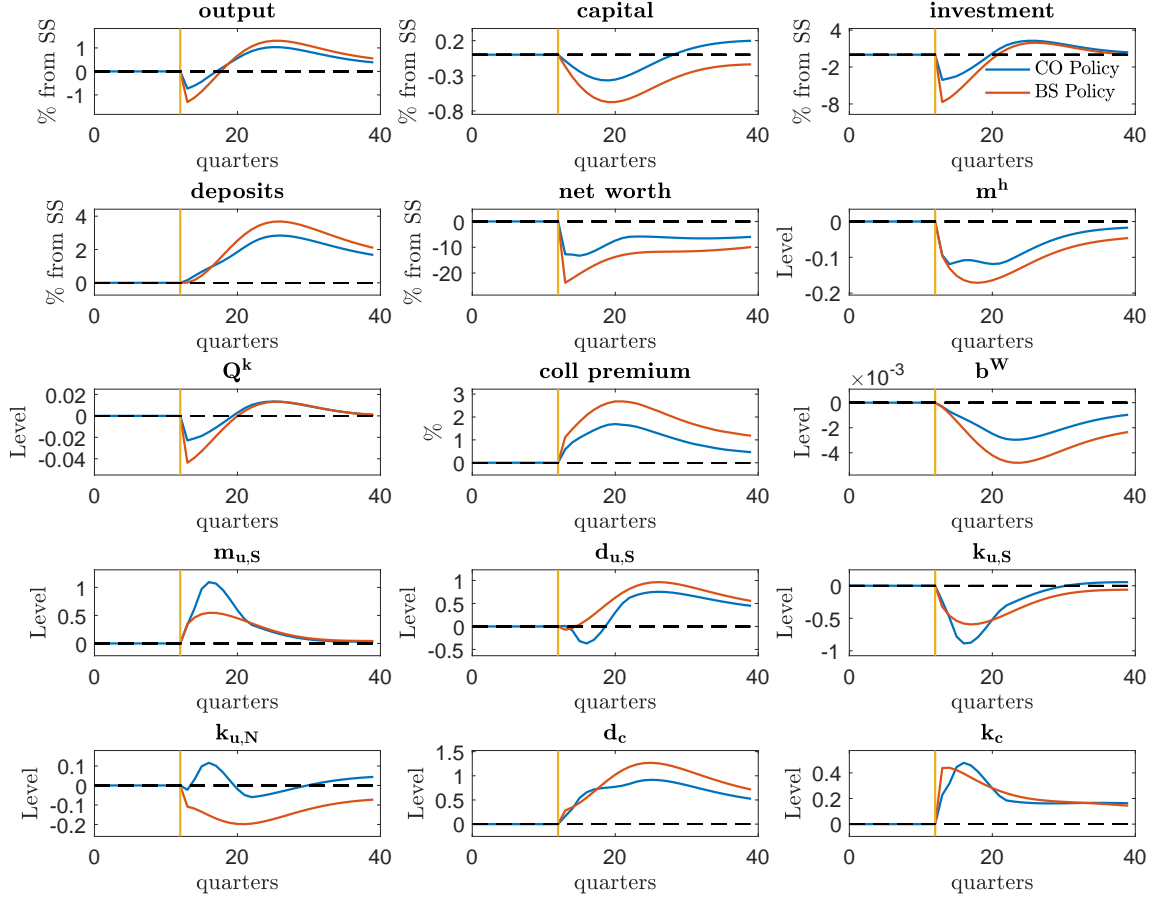 output
% from SS
1
0
-1
0 20 40
quarters
capital
% from SS
0.2
-0.3
-0.8
0 20 40
quarters
investment
% from SS
4
-2
-8
CO Policy
BS Policy
0 20 40
quarters
deposits
% from SS
4
2
0
0 20 40
quarters
net worth
% from SS
0
-10
-20
0 20 40
quarters
m^h
Level
0
-0.1
-0.2
0 20 40
quarters
Q^k
Level
0.02
0
-0.02
-0.04
0 20 40
quarters
coll premium
%
3
2
1
0
0 20 40
quarters
b^W
×10^-3
Level
0
-2
-4
0 20 40
quarters
m_u,S
Level
1
0.5
0
0 20 40
quarters
d_u,S
Level
1
0.5
0
-0.5
0 20 40
quarters
k_u,S
Level
0
-0.5
-1
0 20 40
quarters
k_u,N
Level
0.1
0
-0.1
-0.2
0 20 40
quarters
d_c
Level
1.5
1
0.5
0
0 20 40
quarters
k_c
Level
0.4
0.2
0
0 20 40
quarters